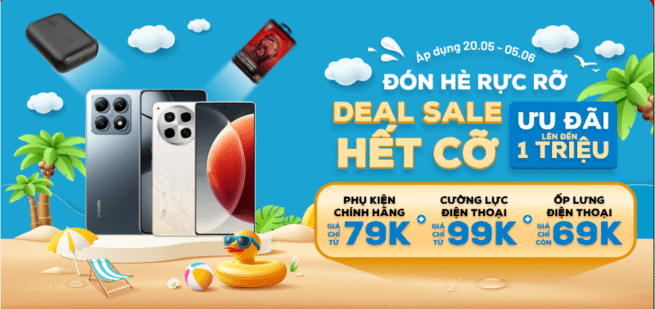 Áp dụng 20.05 - 05.06
ĐÓN HÈ RỰC RỠ
DEAL SALE
HẾT CỠ
ƯU ĐÃI
LÊN ĐẾN
1 TRIỆU
PHỤ KIỆN
CHÍNH HÃNG
GIÁ CHỈ TỪ 79K
+
CƯỜNG LỰC
ĐIỆN THOẠI
GIÁ CHỈ TỪ 99K
+
ỐP LƯNG
ĐIỆN THOẠI
GIÁ CHỈ CÒN 69K